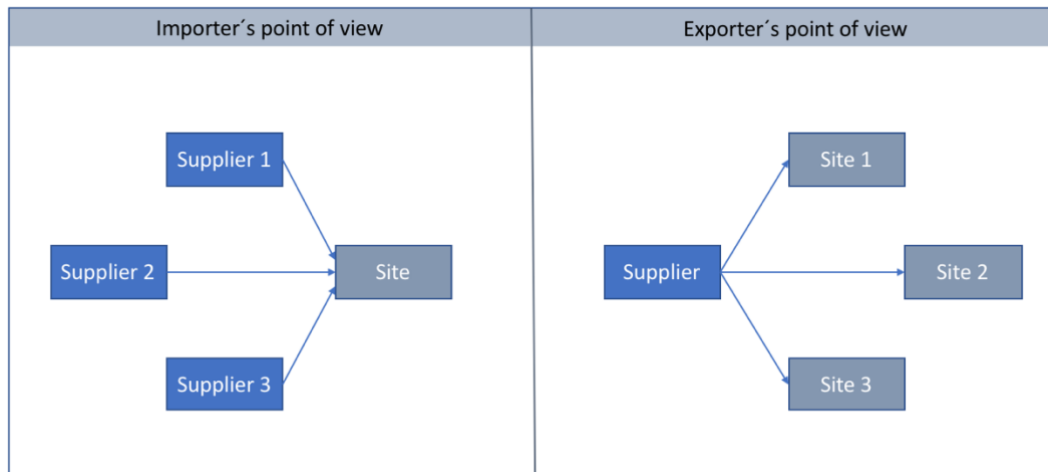 Importer´s point of view
Exporter´s point of view
Supplier 1
Supplier 2
Site
Supplier 3
Site 1
Supplier
Site 2
Site 3